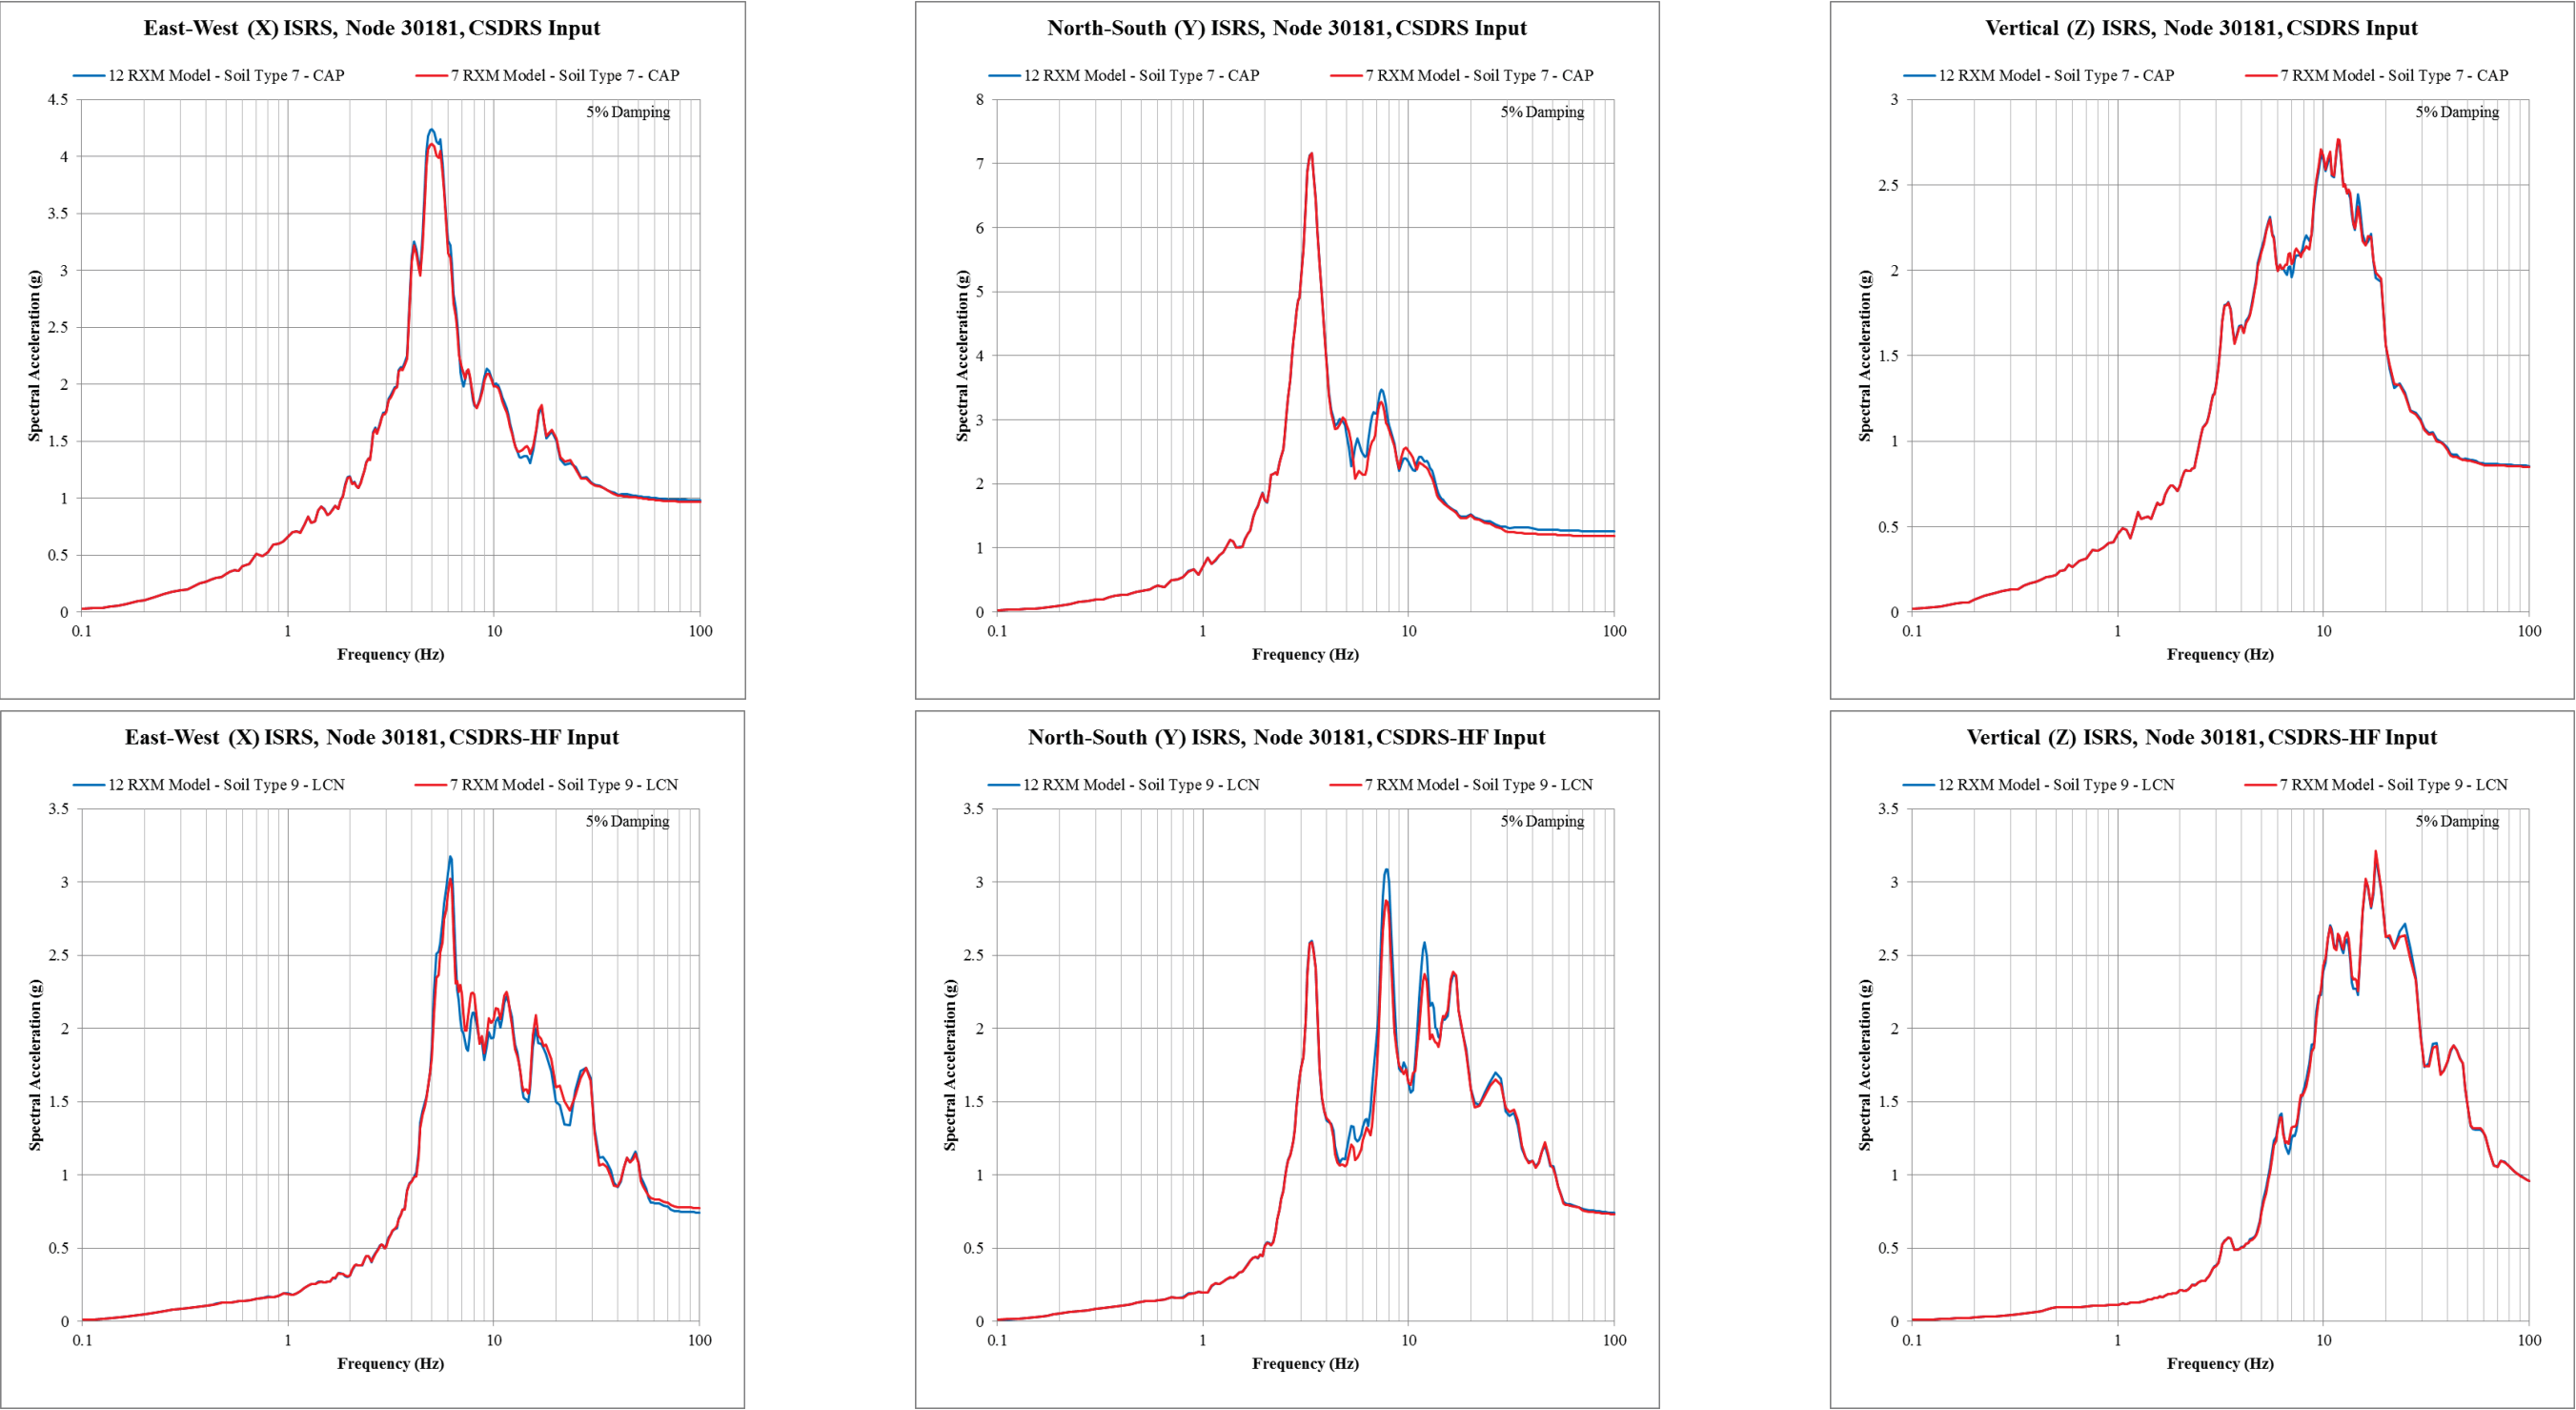 East-West (X) ISRS, Node 30181, CSDRS Input
12 RXM Model - Soil Type 7 - CAP
7 RXM Model - Soil Type 7 - CAP
5% Damping
Spectral Acceleration (g)
4.5
4
3.5
3
2.5
2
1.5
1
0.5
0
0.1 1 10 100
Frequency (Hz)
North-South (Y) ISRS, Node 30181, CSDRS Input
12 RXM Model - Soil Type 7 - CAP
7 RXM Model - Soil Type 7 - CAP
5% Damping
Spectral Acceleration (g)
8
7
6
5
4
3
2
1
0
0.1 1 10 100
Frequency (Hz)
Vertical (Z) ISRS, Node 30181, CSDRS Input
12 RXM Model - Soil Type 7 - CAP
7 RXM Model - Soil Type 7 - CAP
5% Damping
Spectral Acceleration (g)
3
2.5
2
1.5
1
0.5
0
0.1 1 10 100
Frequency (Hz)
East-West (X) ISRS, Node 30181, CSDRS-HF Input
12 RXM Model - Soil Type 9 - LCN
7 RXM Model - Soil Type 9 - LCN
5% Damping
Spectral Acceleration (g)
3.5
3
2.5
2
1.5
1
0.5
0
0.1 1 10 100
Frequency (Hz)
North-South (Y) ISRS, Node 30181, CSDRS-HF Input
12 RXM Model - Soil Type 9 - LCN
7 RXM Model - Soil Type 9 - LCN
5% Damping
Spectral Acceleration (g)
3.5
3
2.5
2
1.5
1
0.5
0
0.1 1 10 100
Frequency (Hz)
Vertical (Z) ISRS, Node 30181, CSDRS-HF Input
12 RXM Model - Soil Type 9 - LCN
7 RXM Model - Soil Type 9 - LCN
5% Damping
Spectral Acceleration (g)
3.5
3
2.5
2
1.5
1
0.5
0
0.1 1 10 100
Frequency (Hz)